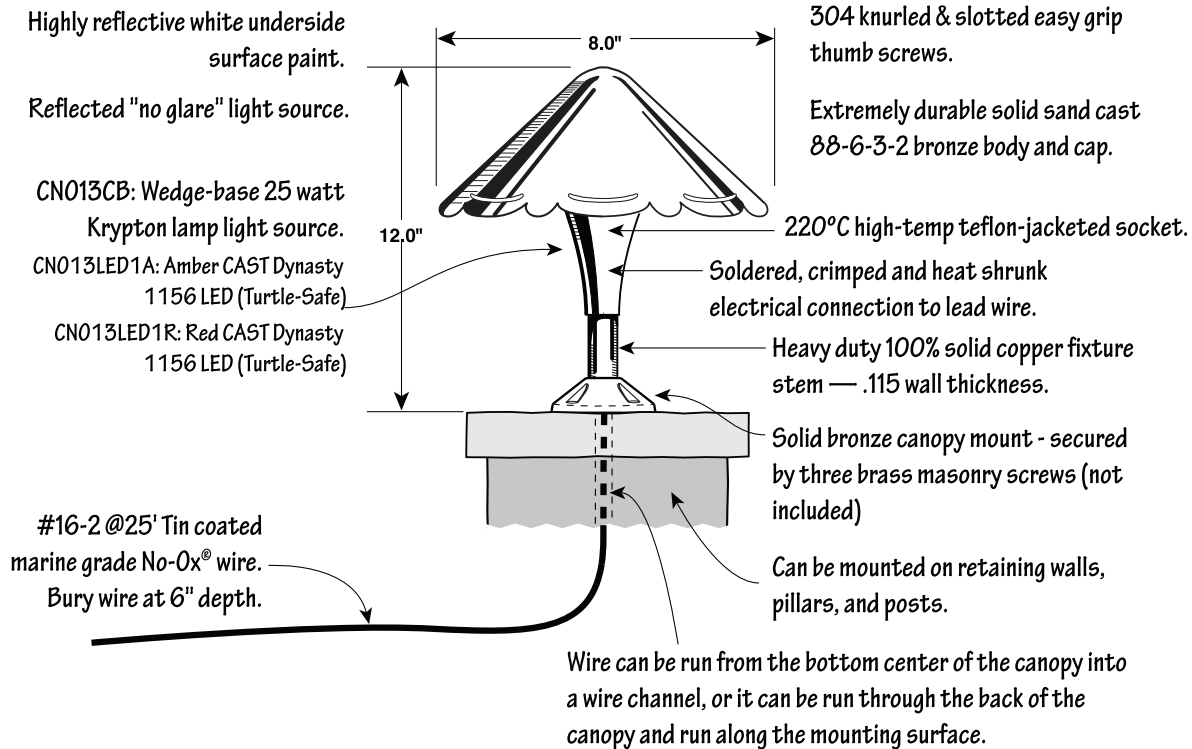 Highly reflective white underside
surface paint.
Reflected "no glare" light source.
CN013CB: Wedge-base 25 watt
Krypton lamp light source.
CN013LED1A: Amber CAST Dynasty
1156 LED (Turtle-Safe)
CN013LED1R: Red CAST Dynasty
1156 LED (Turtle-Safe)
#16-2 @25' Tin coated
marine grade No-Ox® wire.
Bury wire at 6" depth.
8.0"
12.0"
304 knurled & slotted easy grip
thumb screws.
Extremely durable solid sand cast
88-6-3-2 bronze body and cap.
220ºC high-temp teflon-jacketed socket.
Soldered, crimped and heat shrunk
electrical connection to lead wire.
Heavy duty 100% solid copper fixture
stem — .115 wall thickness.
Solid bronze canopy mount - secured
by three brass masonry screws (not
included)
Can be mounted on retaining walls,
pillars, and posts.
Wire can be run from the bottom center of the canopy into
a wire channel, or it can be run through the back of the
canopy and run along the mounting surface.